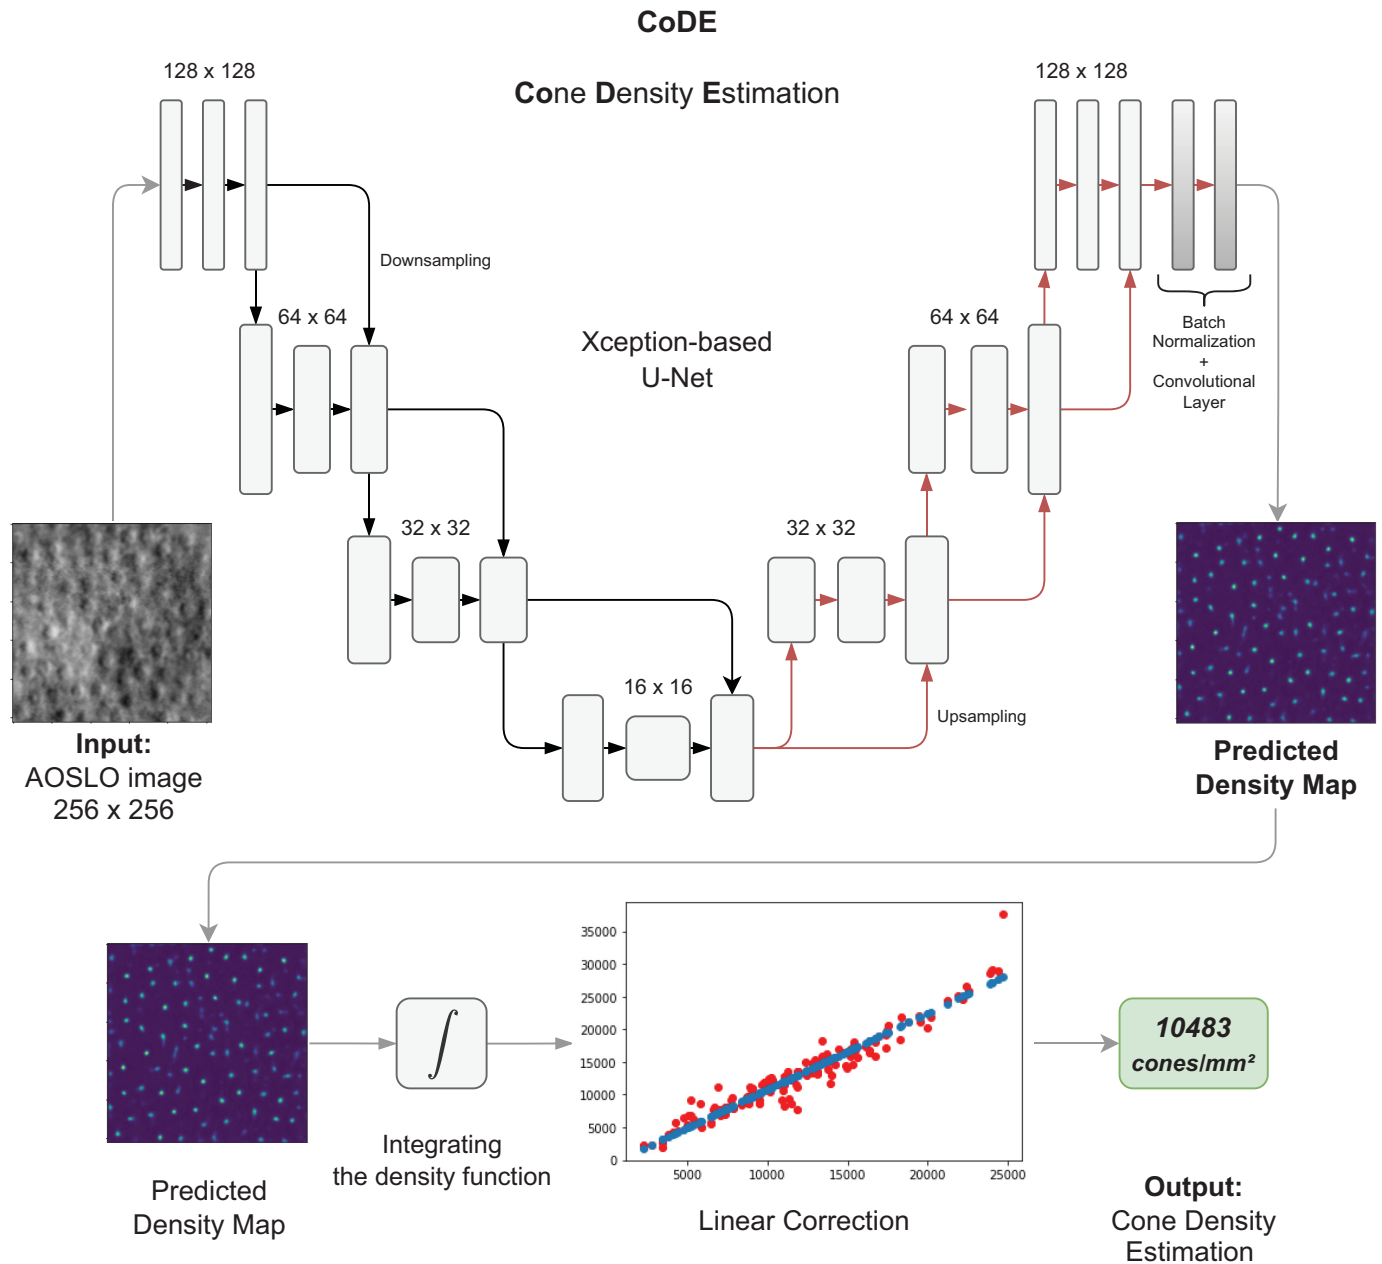 CoDE
Cone Density Estimation
128 x 128
128 x 128
Downsampling
64 x 64
64 x 64
Xception-based
U-Net
Batch
Normalization
+
Convolutional
Layer
32 x 32
32 x 32
16 x 16
Upsampling
Input:
AOSLO image
256 x 256
Predicted
Density Map
Predicted
Density Map
∫
Integrating
the density function
35000
30000
25000
20000
15000
10000
5000
0
5000
10000
15000
20000
25000
Linear Correction
10483
cones/mm²
Output:
Cone Density
Estimation